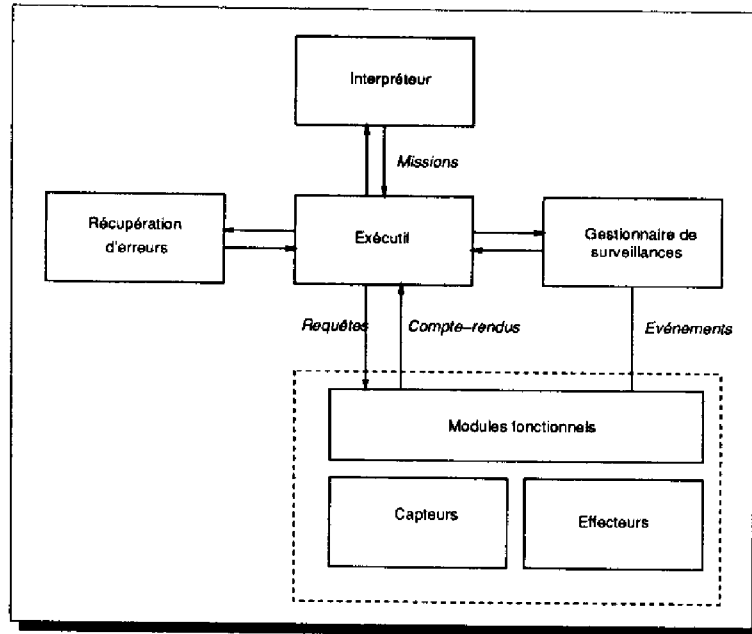 Interpréteur
Missions
Récupération
d'erreurs
Exécutif
Gestionnaire de
surveillances
Requêtes
Compte-rendus
Evénements
Modules fonctionnels
Capteurs
Effecteurs